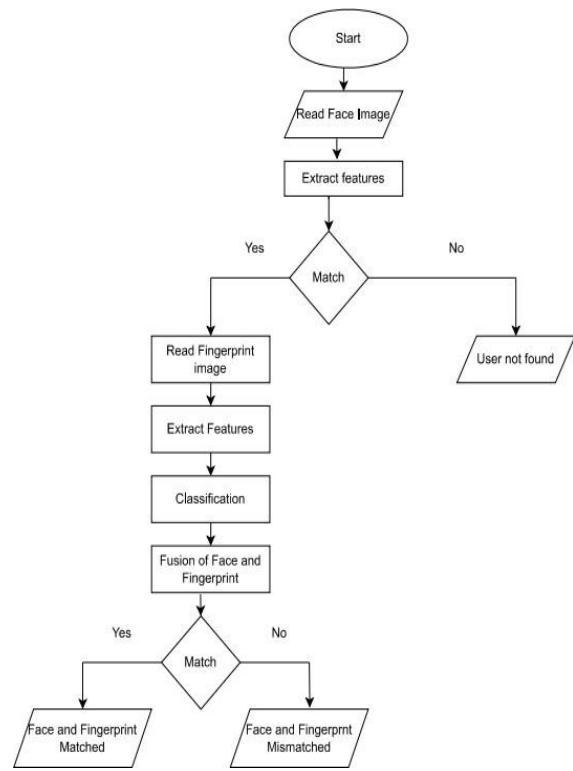 Start
Read Face Image
Extract features
Yes
No
Match
Read Fingerprint
image
User not found
Extract Features
Classification
Fusion of Face and
Fingerprint
Yes
No
Match
Face and Fingerprint
Matched
Face and Fingerprnt
Mismatched